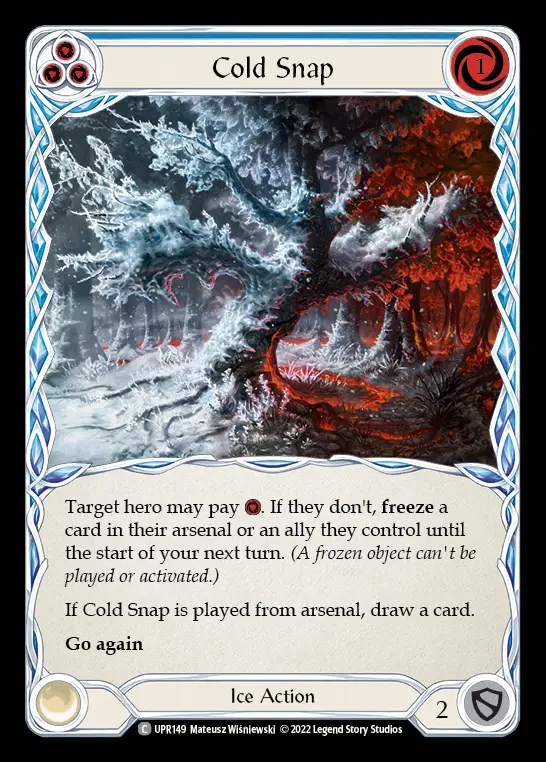 Cold Snap
1
Target hero may pay . If they don't, freeze a
card in their arsenal or an ally they control until
the start of your next turn. (A frozen object can't be
played or activated.)
If Cold Snap is played from arsenal, draw a card.
Go again
Ice Action
2
C UPR149 Mateusz Wiśniewski © 2022 Legend Story Studios